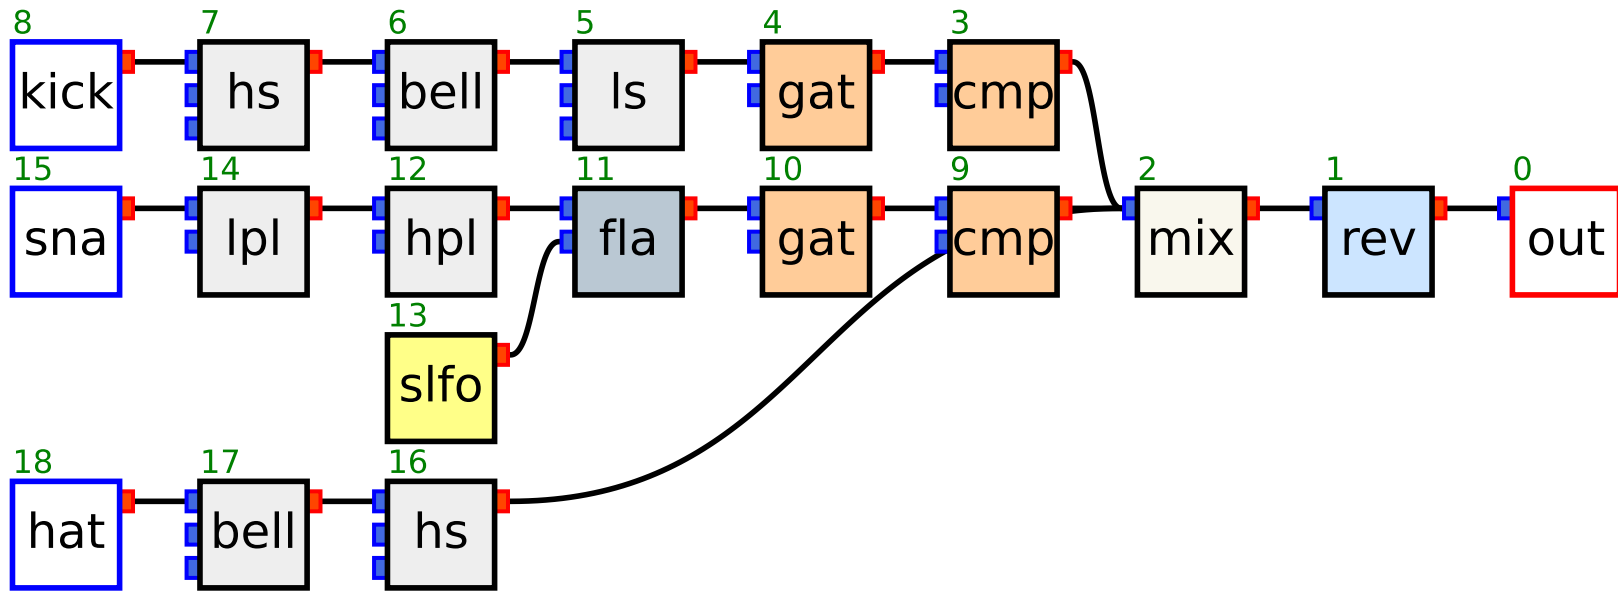 8 7 6 5 4 3
kick hs bell ls gat cmp
15 14 12 11 10 9 2 1 0
sna lpl hpl fla gat cmp mix rev out
13
slfo
18 17 16
hat bell hs